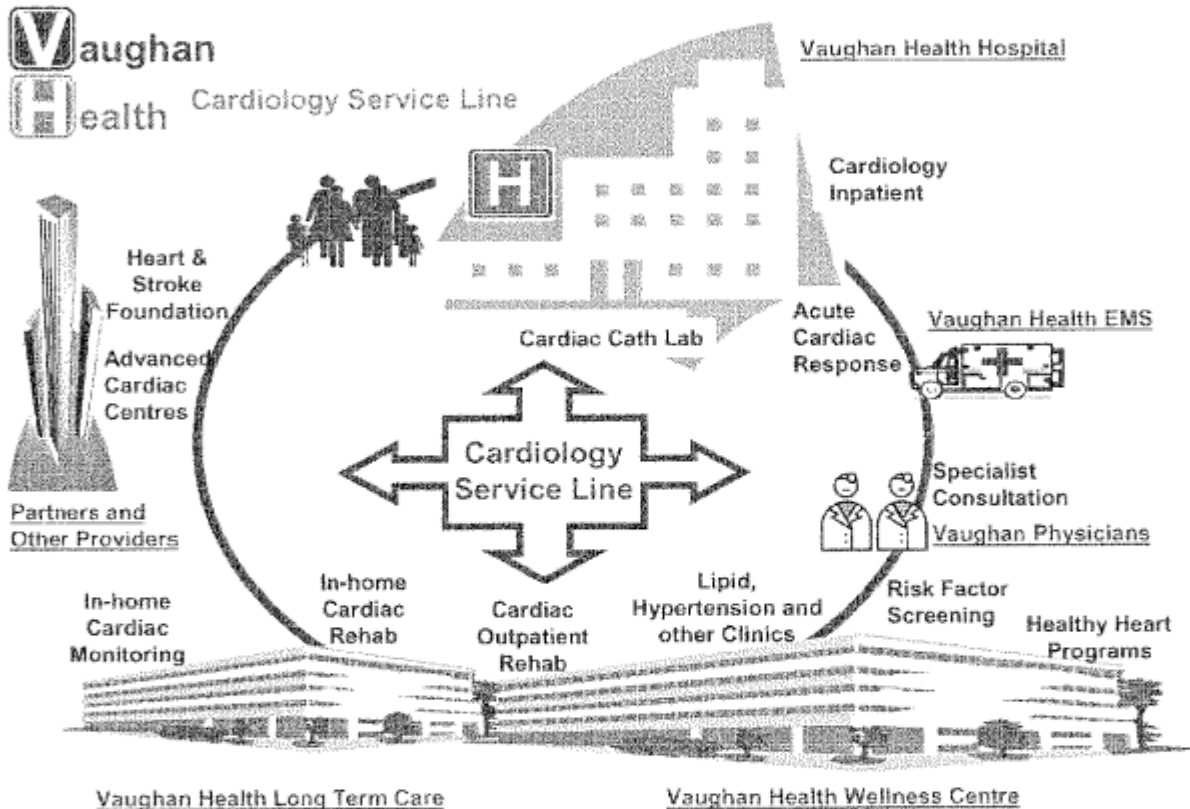 Vaughan
Health
Cardiology Service Line
Vaughan Health Hospital
H
Cardiology
Inpatient
Heart &
Stroke
Foundation
Advanced
Cardiac
Centres
Partners and
Other Providers
Cardiac Cath Lab
Acute
Cardiac
Response
Vaughan Health EMS
Cardiology
Service Line
Specialist
Consultation
Vaughan Physicians
In-home
Cardiac
Monitoring
In-home
Cardiac
Rehab
Cardiac
Outpatient
Rehab
Lipid,
Hypertension and
other Clinics
Risk Factor
Screening
Healthy Heart
Programs
Vaughan Health Long Term Care
Vaughan Health Wellness Centre